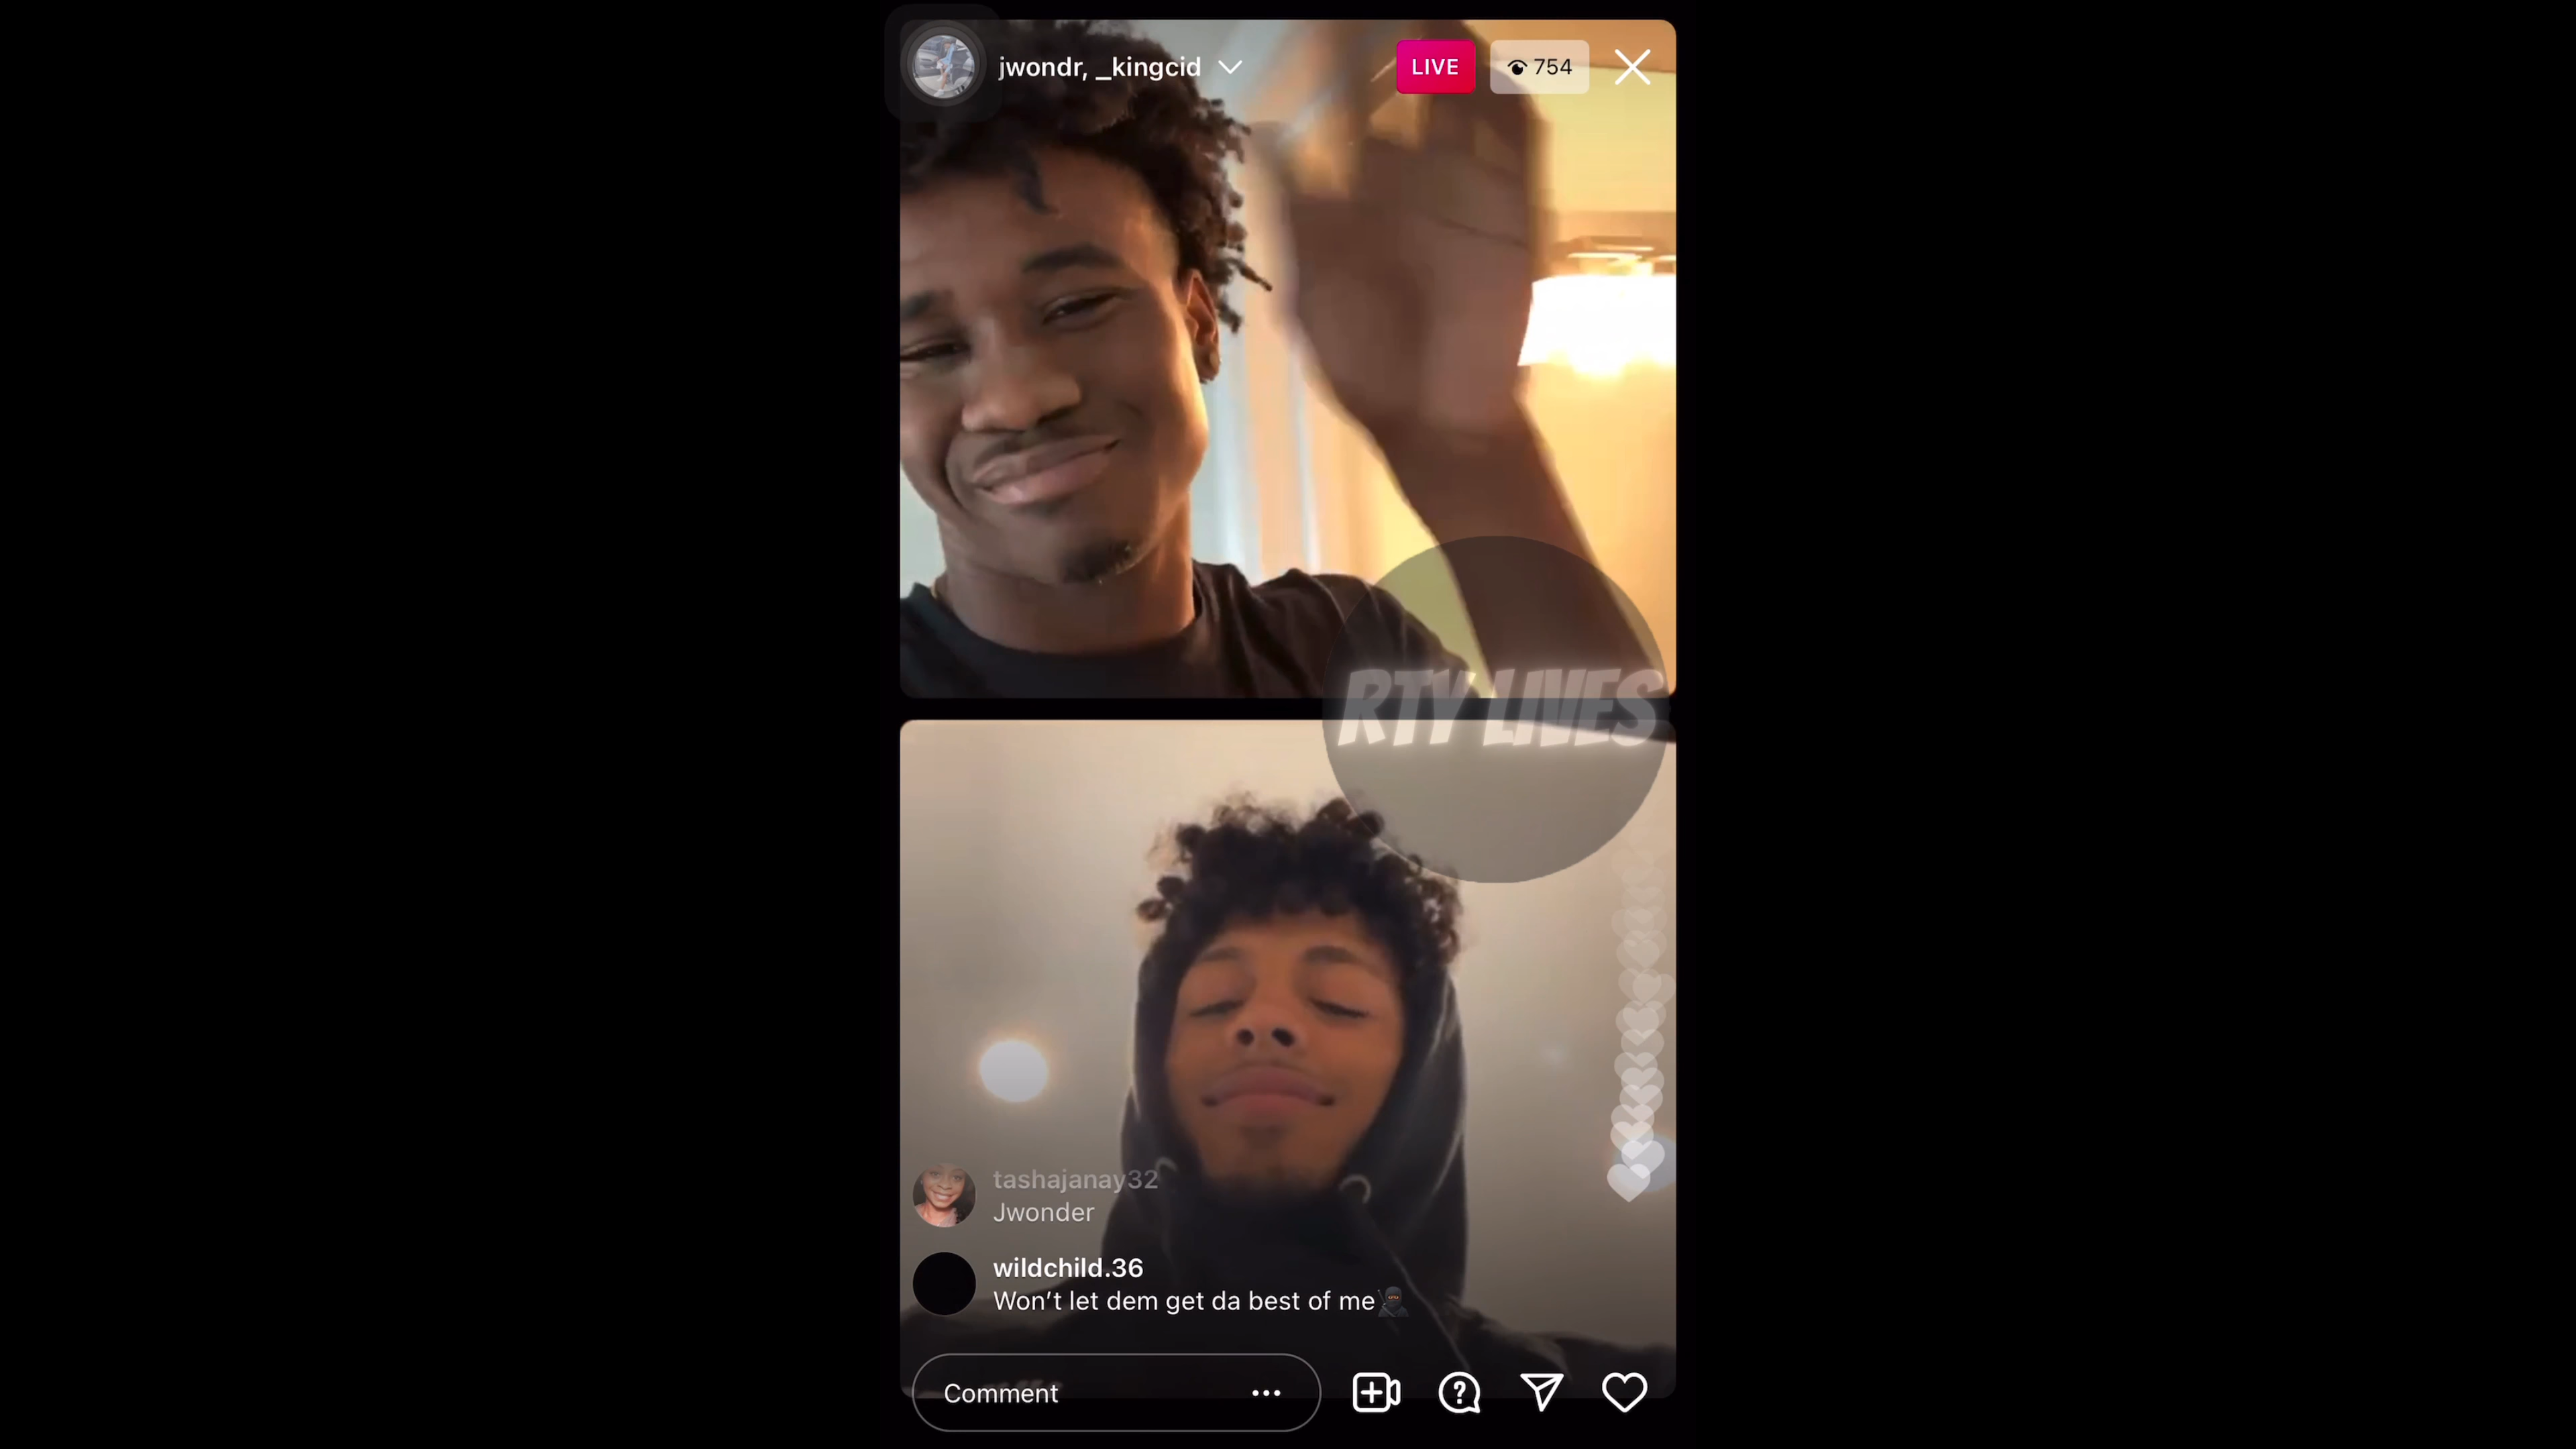 jwondr, _kingcid
LIVE
754
RTY LIVES
tashajanay32
Jwonder
wildchild.36
Won’t let dem get da best of me🥷🏿
Comment